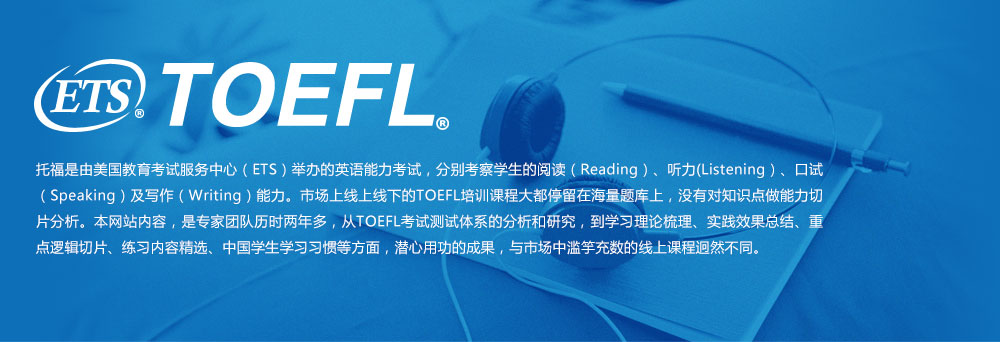 ETS® TOEFL®
托福是由美国教育考试服务中心（ETS）举办的英语能力考试，分别考察学生的阅读（Reading）、听力(Listening）、口试
（Speaking）及写作（Writing）能力。市场上线上线下的TOEFL培训课程大都停留在海量题库上，没有对知识点做能力切
片分析。本网站内容，是专家团队历时两年多，从TOEFL考试测试体系的分析和研究，到学习理论梳理、实践效果总结、重
点逻辑切片、练习内容精选、中国学生学习习惯等方面，潜心用功的成果，与市场中滥竽充数的线上课程迥然不同。